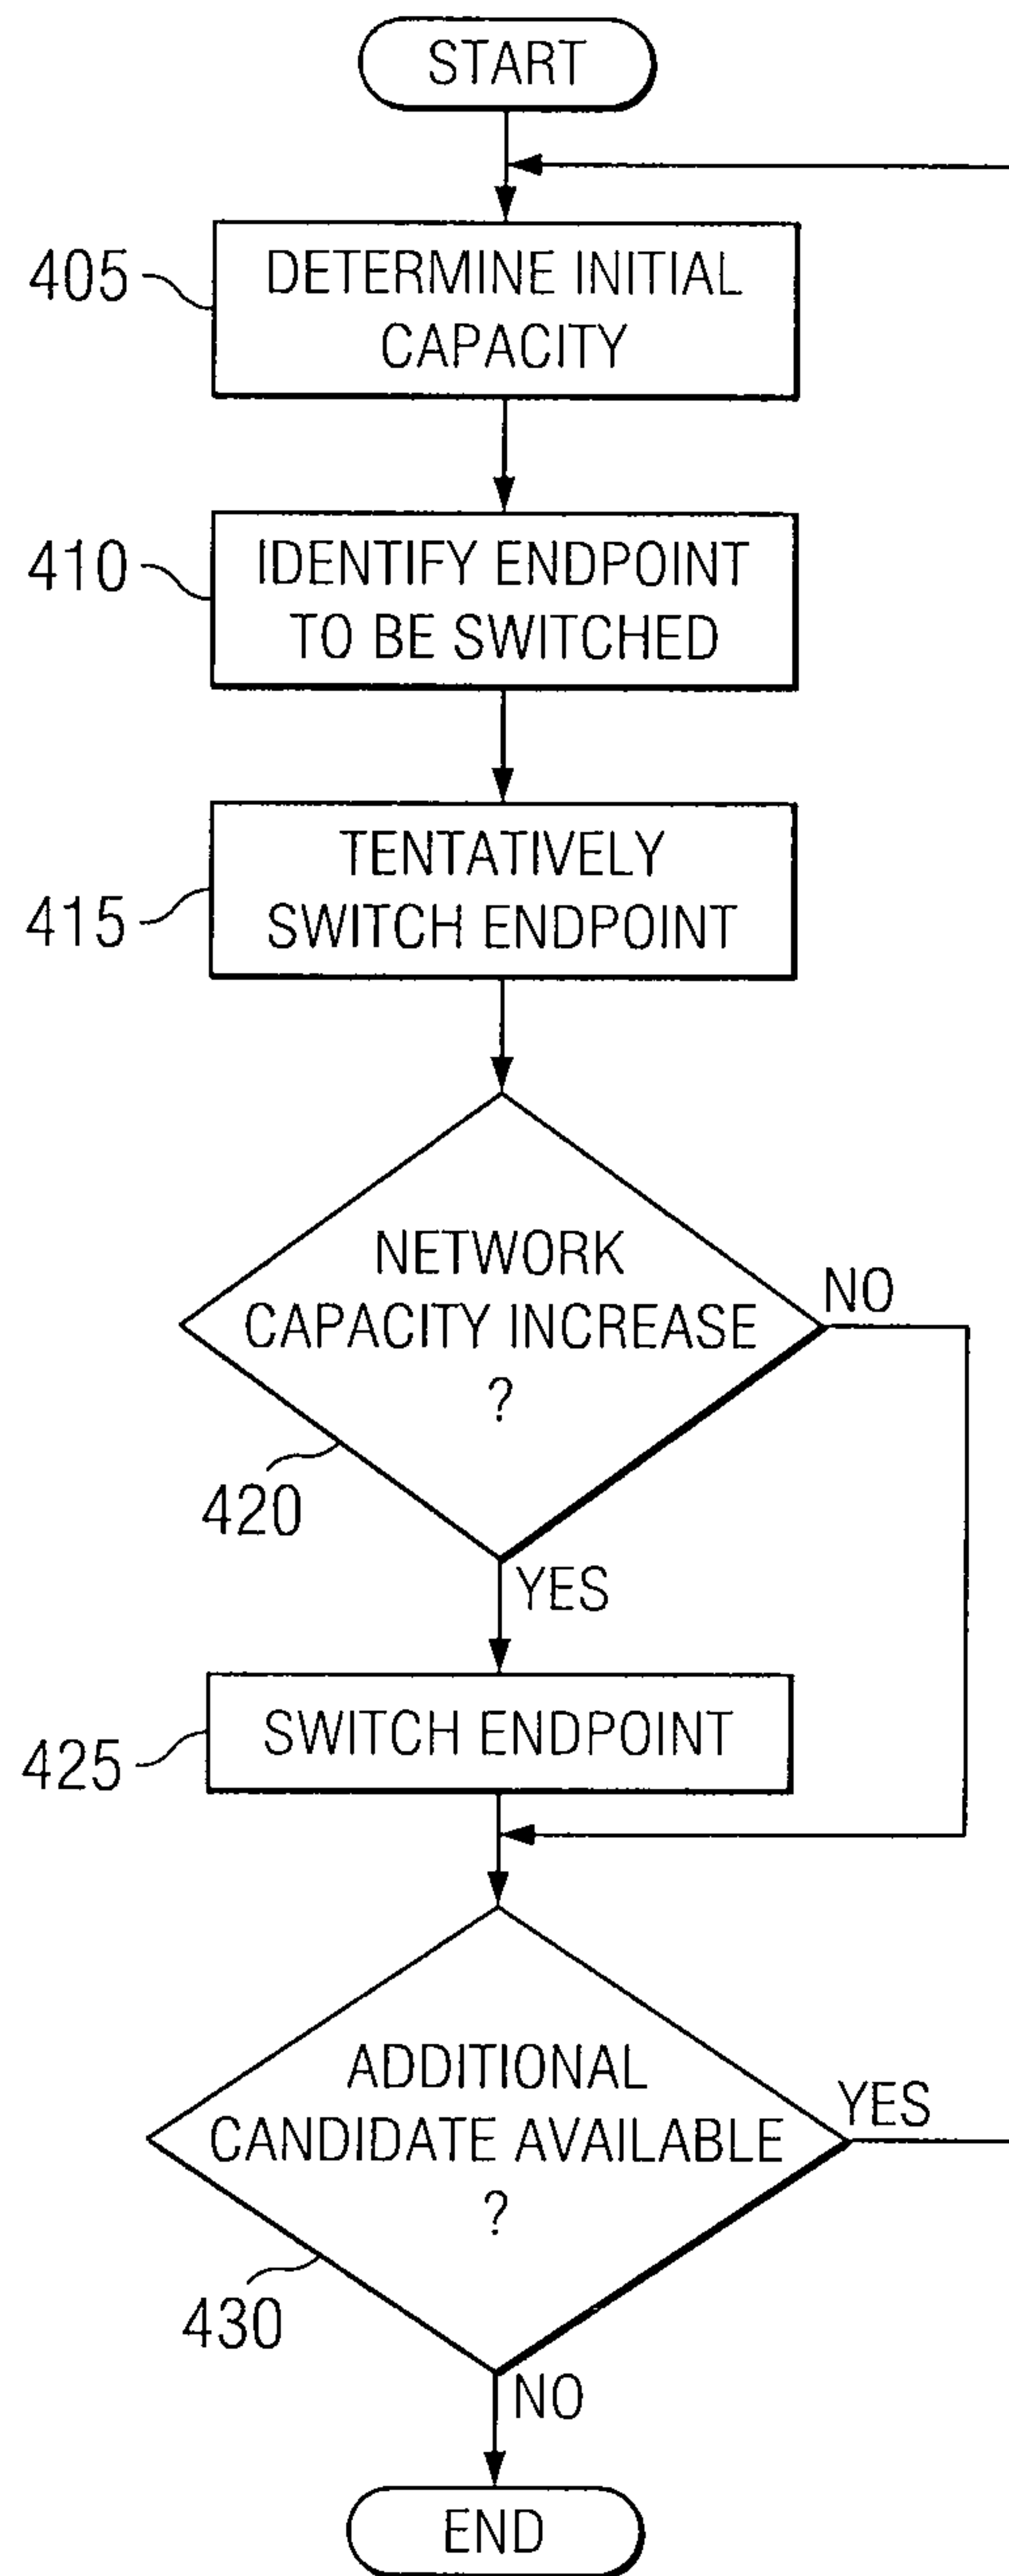 START
405
DETERMINE INITIAL
CAPACITY
410
IDENTIFY ENDPOINT
TO BE SWITCHED
415
TENTATIVELY
SWITCH ENDPOINT
NETWORK
CAPACITY INCREASE
?
NO
420
YES
425
SWITCH ENDPOINT
ADDITIONAL
CANDIDATE AVAILABLE
?
YES
430
NO
END